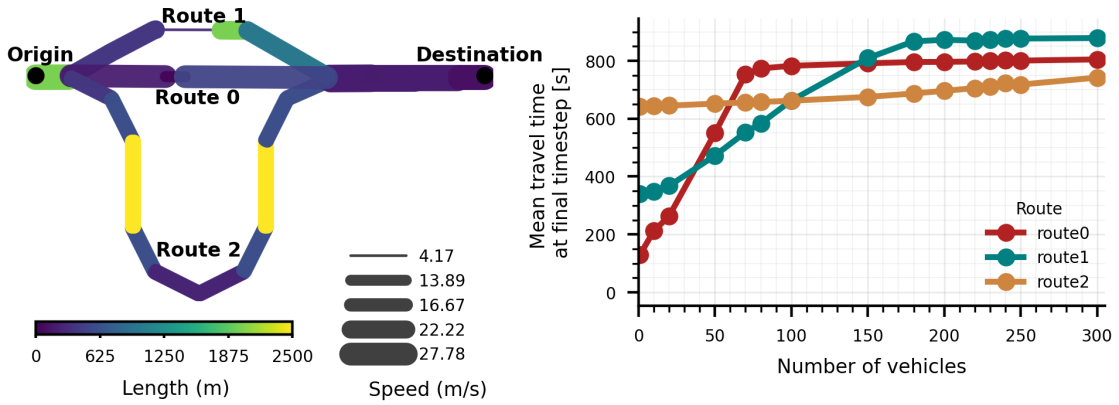 Route 1
Origin
Destination
Route 0
Route 2
4.17
13.89
16.67
22.22
27.78
Speed (m/s)
0 625 1250 1875 2500
Length (m)
Mean travel time
at final timestep [s]
800
600
400
200
0
0 50 100 150 200 250 300
Number of vehicles
Route
route0
route1
route2